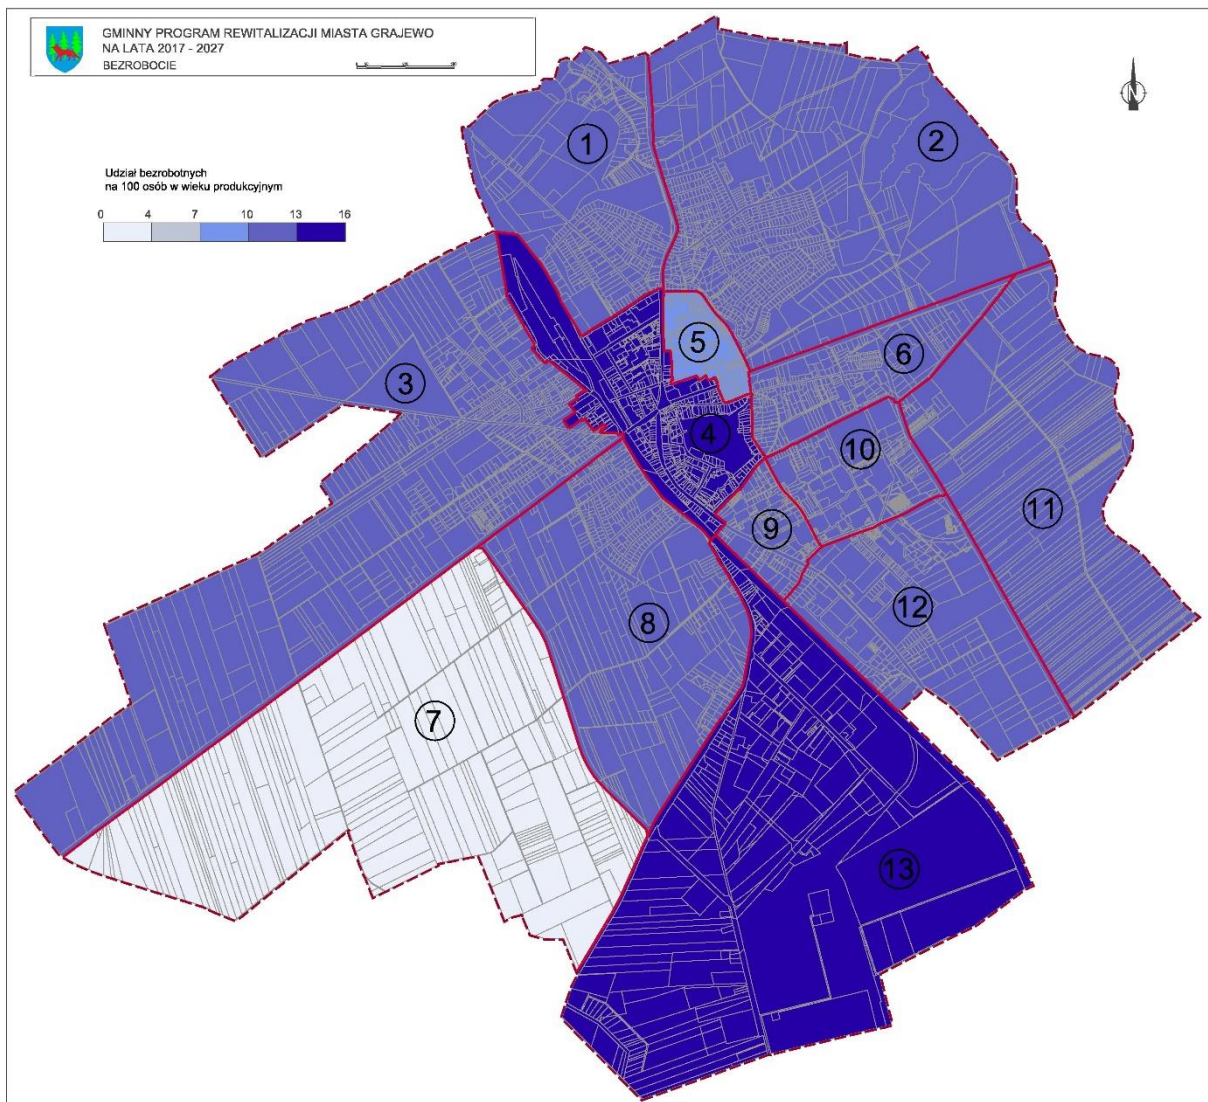 GMINNY PROGRAM REWITALIZACJI MIASTA GRAJEWO
NA LATA 2017 - 2027
BEZROBOCIE
N
Udział bezrobotnych
na 100 osób w wieku produkcyjnym
0 4 7 10 13 16
1
2
3
4
5
6
7
8
9
10
11
12
13